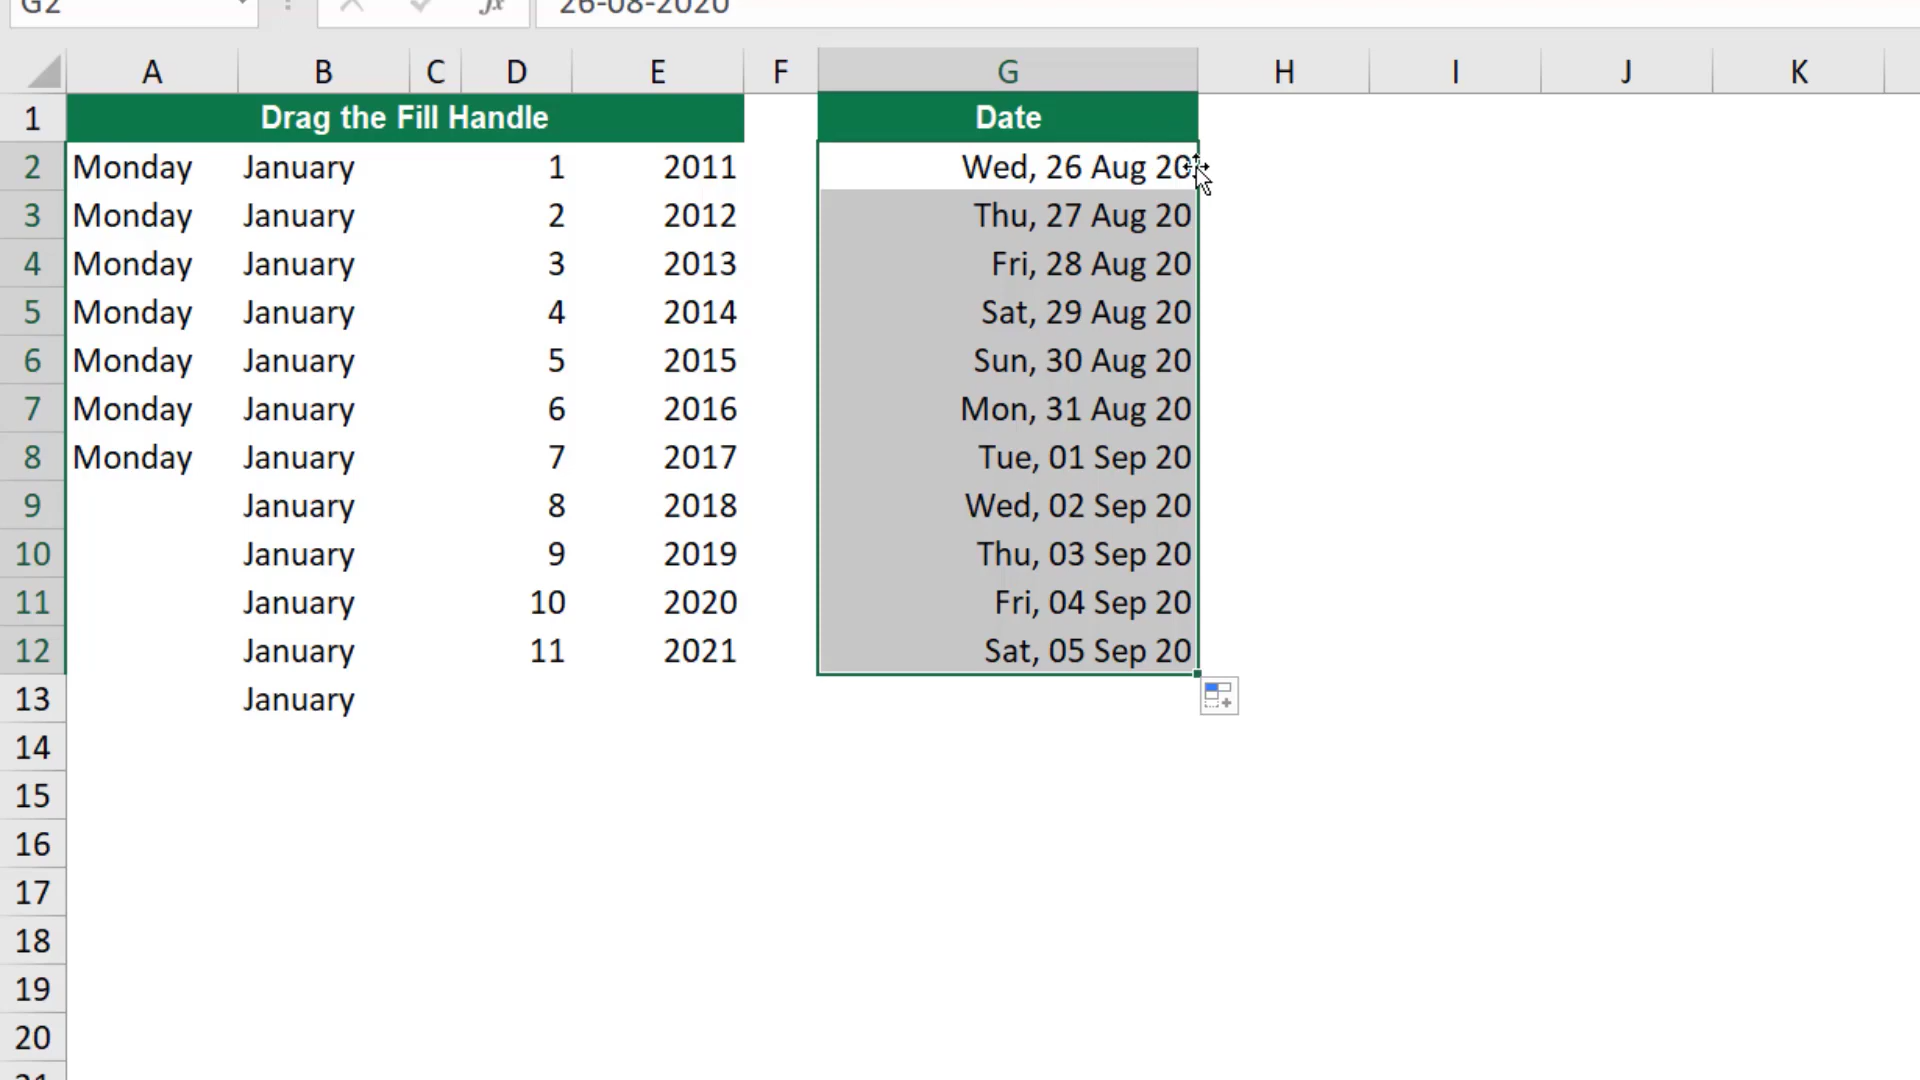 G2 fx 26-08-2020
A B C D E F G H I J K
1 Drag the Fill Handle Date
2 Monday January 1 2011 Wed, 26 Aug 20
3 Monday January 2 2012 Thu, 27 Aug 20
4 Monday January 3 2013 Fri, 28 Aug 20
5 Monday January 4 2014 Sat, 29 Aug 20
6 Monday January 5 2015 Sun, 30 Aug 20
7 Monday January 6 2016 Mon, 31 Aug 20
8 Monday January 7 2017 Tue, 01 Sep 20
9 January 8 2018 Wed, 02 Sep 20
10 January 9 2019 Thu, 03 Sep 20
11 January 10 2020 Fri, 04 Sep 20
12 January 11 2021 Sat, 05 Sep 20
13 January
14
15
16
17
18
19
20
21